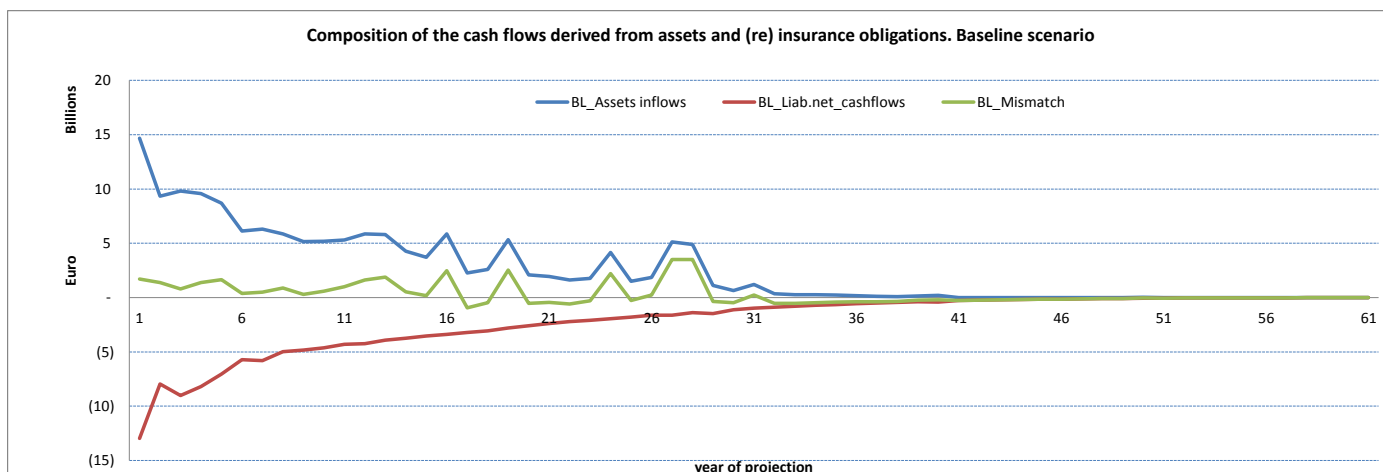 Composition of the cash flows derived from assets and (re) insurance obligations. Baseline scenario
Billions
Euro
20
15
10
5
-
(5)
(10)
(15)
BL_Assets inflows BL_Liab.net_cashflows BL_Mismatch
1 6 11 16 21 26 31 36 41 46 51 56 61
year of projection